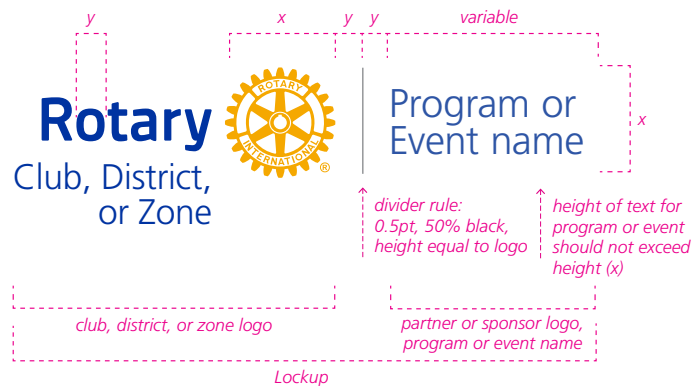 y
x
y
y
variable
Rotary
Club, District,
or Zone
ROTARY
INTERNATIONAL
®
Program or
Event name
x
divider rule:
0.5pt, 50% black,
height equal to logo
height of text for
program or event
should not exceed
height (x)
club, district, or zone logo
partner or sponsor logo,
program or event name
Lockup